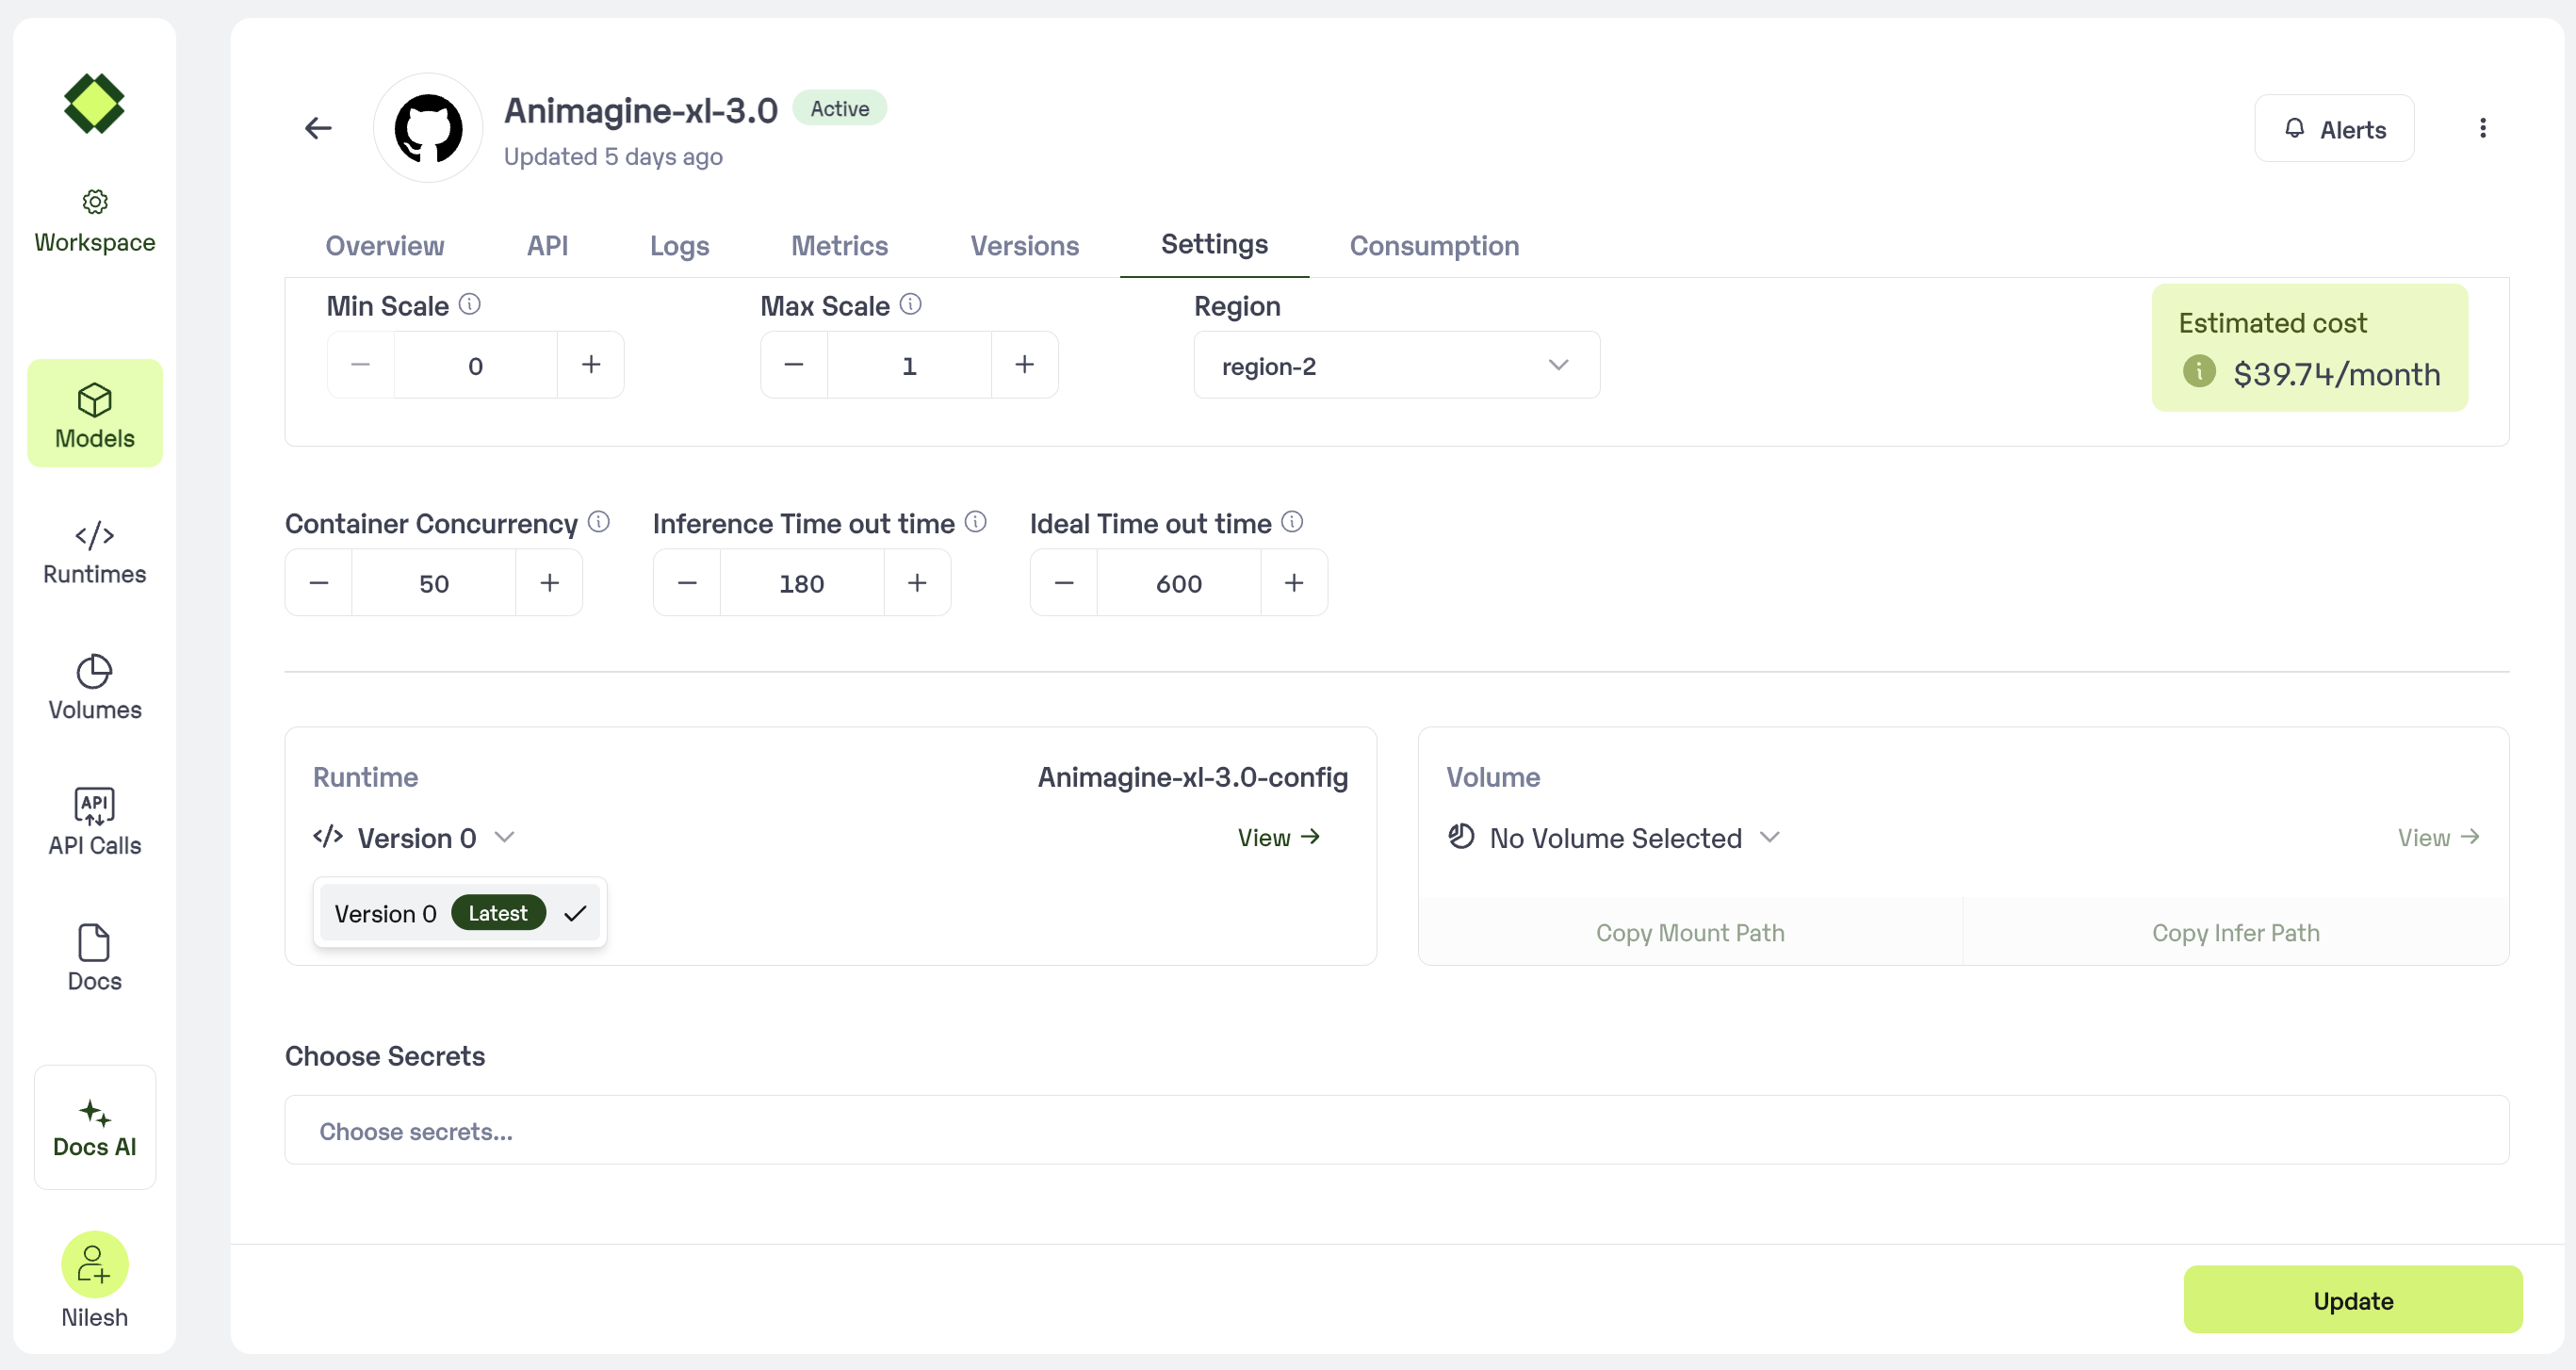 Animagine-xl-3.0
Active
Updated 5 days ago
Alerts
Workspace
Overview
API
Logs
Metrics
Versions
Settings
Consumption
Min Scale
Max Scale
Region
0
1
region-2
Estimated cost
$39.74/month
Models
Container Concurrency
Inference Time out time
Ideal Time out time
50
180
600
Runtimes
Volumes
Runtime
Animagine-xl-3.0-config
Version 0
View
Version 0 Latest
Volume
No Volume Selected
View
Copy Mount Path
Copy Infer Path
API
API Calls
Docs
Choose Secrets
Choose secrets...
Docs AI
Nilesh
Update